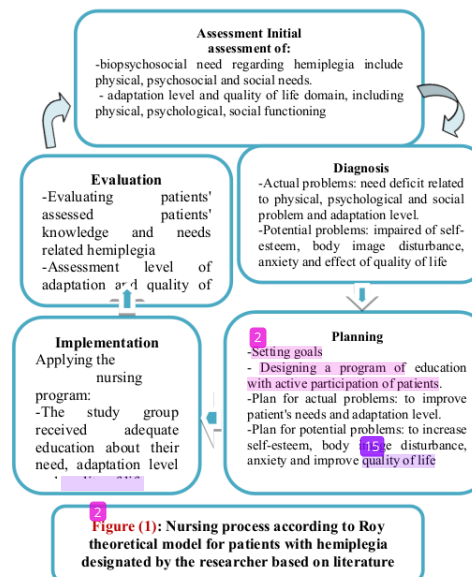 Assessment Initial
assessment of:
-biopsychosocial need regarding hemiplegia include
physical, psychosocial and social needs.
- adaptation level and quality of life domain, including
physical, psychological, social functioning
Diagnosis
-Actual problems: need deficit related
to physical, psychological and social
problem and adaptation level.
-Potential problems: impaired of self-
esteem, body image disturbance,
anxiety and effect of quality of life
2
Planning
-Setting goals
- Designing a program of education
with active participation of patients.
-Plan for actual problems: to improve
patient's needs and adaptation level.
-Plan for potential problems: to increase
self-esteem, body disturbance,
15
anxiety and improve quality of life
Implementation
Applying the
nursing
program:
-The study group
received adequate
education about their
need, adaptation level
Evaluation
-Evaluating patients'
assessed patients'
knowledge and needs
related hemiplegia
-Assessment level of
adaptation and quality of
2
Figure (1): Nursing process according to Roy
theoretical model for patients with hemiplegia
designated by the researcher based on literature